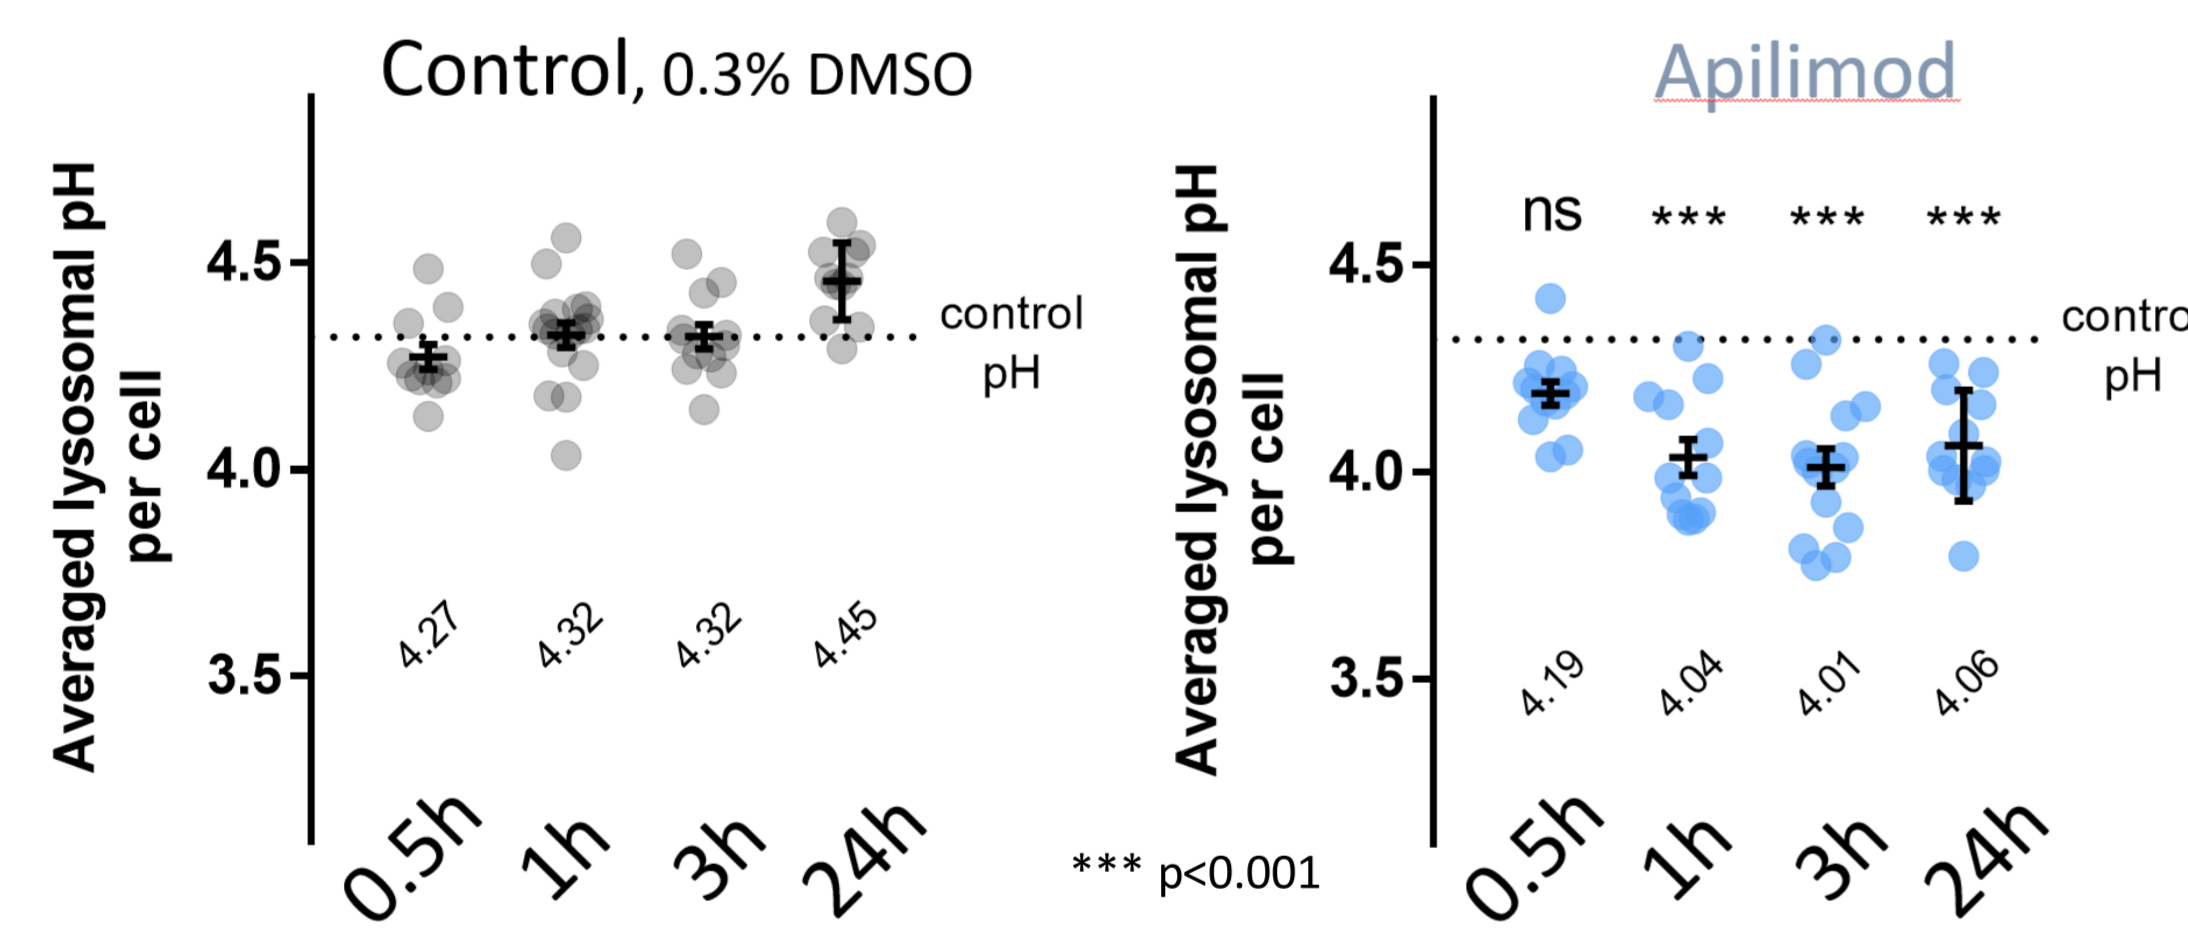 Control, 0.3% DMSO
Averaged lysosomal pH
per cell
4.5
4.0
3.5
control
pH
4.27
4.32
4.32
4.45
0.5h
1h
3h
24h
*** p<0.001
Apilimod
Averaged lysosomal pH
per cell
4.5
4.0
3.5
ns
***
***
***
contro
pH
4.19
4.04
4.01
4.06
0.5h
1h
3h
24h